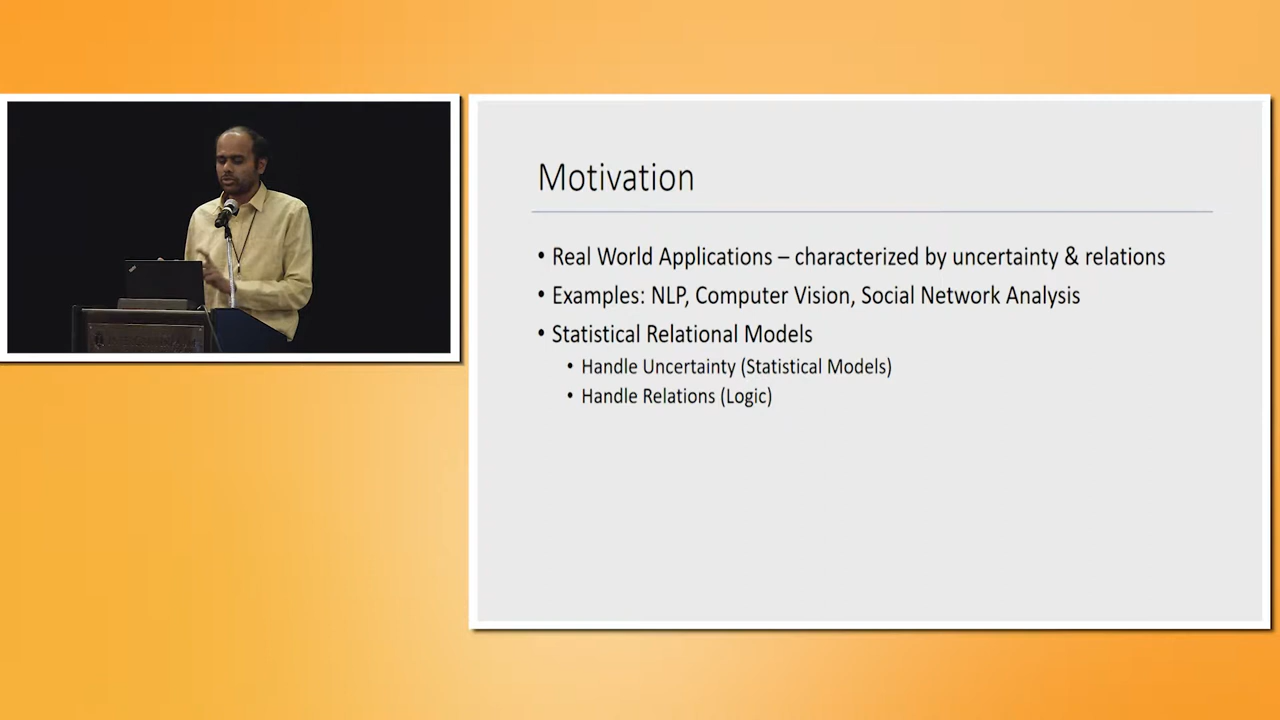 Motivation
• Real World Applications – characterized by uncertainty & relations
• Examples: NLP, Computer Vision, Social Network Analysis
• Statistical Relational Models
• Handle Uncertainty (Statistical Models)
• Handle Relations (Logic)